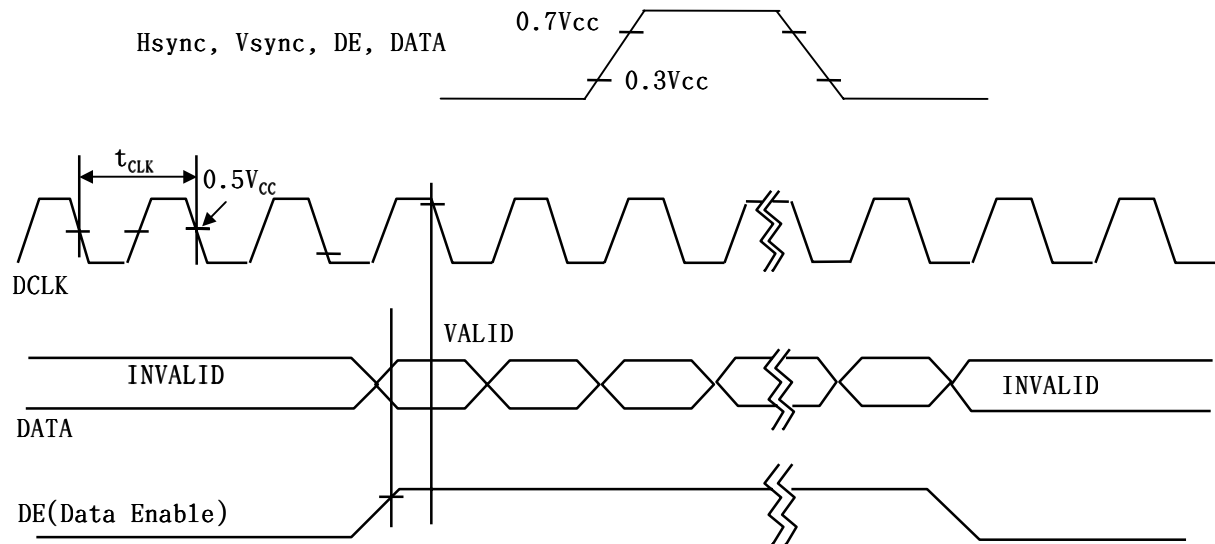 0.7Vcc
Hsync, Vsync, DE, DATA
0.3Vcc
tCLK
0.5VCC
DCLK
VALID
INVALID
INVALID
DATA
DE(Data Enable)